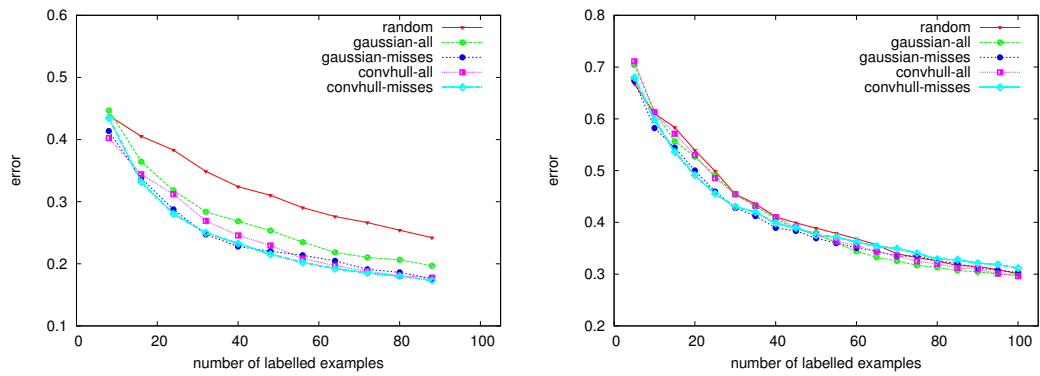 0.6
0.5
0.4
0.3
0.2
0.1
error
0 20 40 60 80 100
number of labelled examples
random
gaussian-all
gaussian-misses
convhull-all
convhull-misses
0.8
0.7
0.6
0.5
0.4
0.3
0.2
error
0 20 40 60 80 100
number of labelled examples
random
gaussian-all
gaussian-misses
convhull-all
convhull-misses